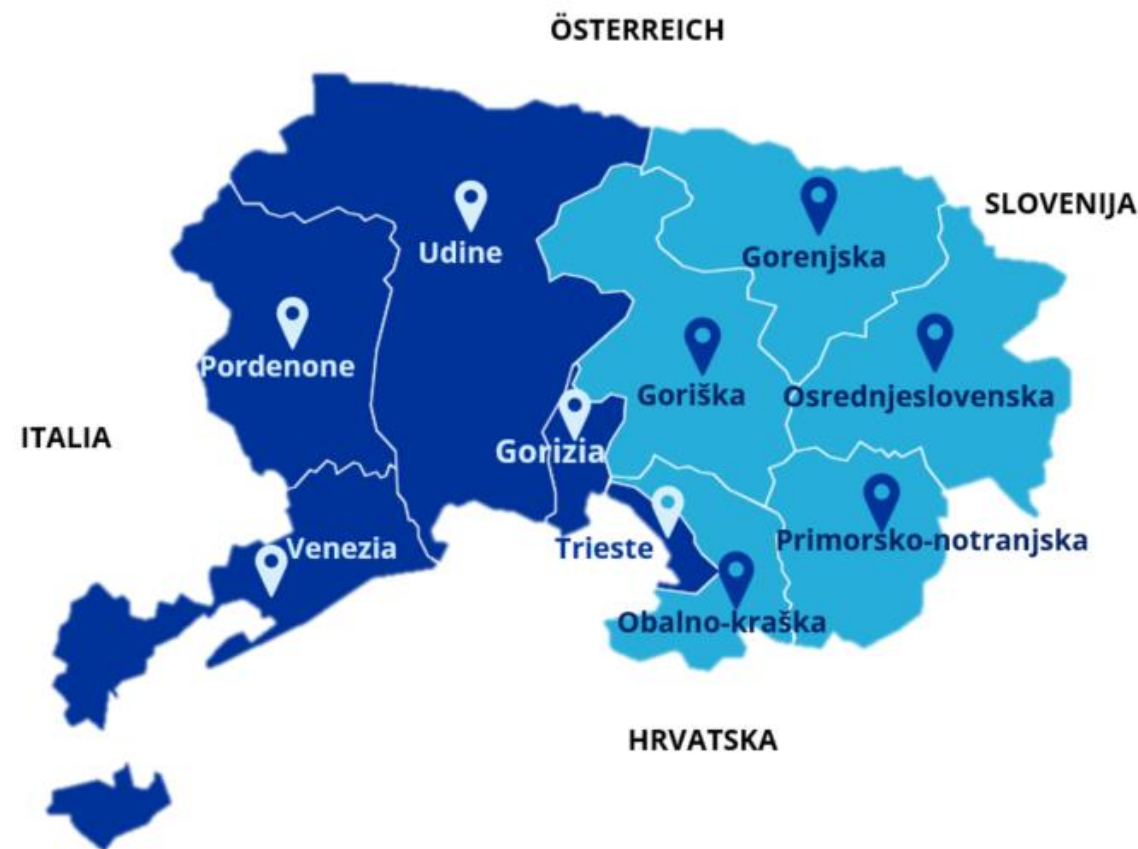 ÖSTERREICH
SLOVENIJA
Udine
Gorenjska
Pordenone
Goriška
Osrednjeslovenska
ITALIA
Gorizia
Venezia
Trieste
Primorsko-notranjska
Obalno-kraška
HRVATSKA